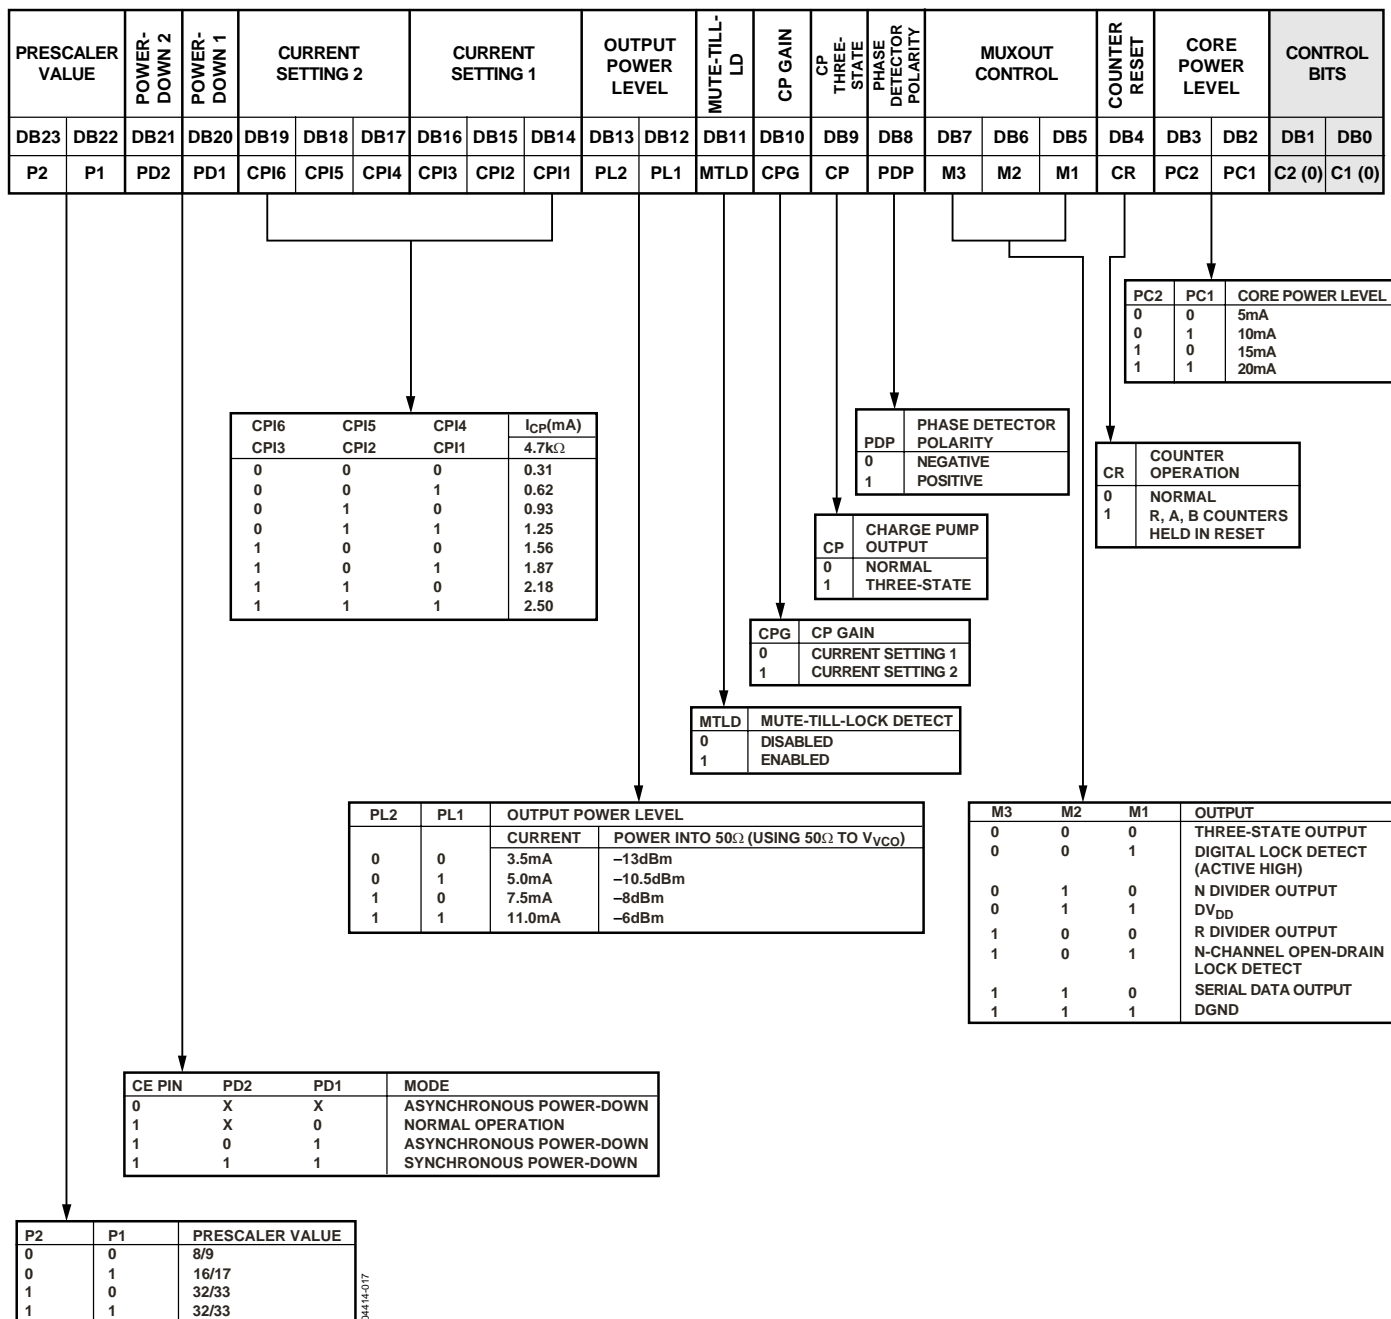 PRESCALER VALUE
POWER-DOWN 2
POWER-DOWN 1
CURRENT SETTING 2
CURRENT SETTING 1
OUTPUT POWER LEVEL
MUTE-TILL-LD
CP GAIN
CP THREE-STATE
PHASE DETECTOR POLARITY
MUXOUT CONTROL
COUNTER RESET
CORE POWER LEVEL
CONTROL BITS
DB23 DB22 DB21 DB20 DB19 DB18 DB17 DB16 DB15 DB14 DB13 DB12 DB11 DB10 DB9 DB8 DB7 DB6 DB5 DB4 DB3 DB2 DB1 DB0
P2 P1 PD2 PD1 CPI6 CPI5 CPI4 CPI3 CPI2 CPI1 PL2 PL1 MTLD CPG CP PDP M3 M2 M1 CR PC2 PC1 C2 (0) C1 (0)
PC2 PC1 CORE POWER LEVEL
0 0 5mA
0 1 10mA
1 0 15mA
1 1 20mA
CPI6 CPI5 CPI4 ICP(mA)
CPI3 CPI2 CPI1 4.7kΩ
0 0 0 0.31
0 0 1 0.62
0 1 0 0.93
0 1 1 1.25
1 0 0 1.56
1 0 1 1.87
1 1 0 2.18
1 1 1 2.50
PHASE DETECTOR
PDP POLARITY
0 NEGATIVE
1 POSITIVE
COUNTER
CR OPERATION
0 NORMAL
1 R, A, B COUNTERS
HELD IN RESET
CHARGE PUMP
CP OUTPUT
0 NORMAL
1 THREE-STATE
CPG CP GAIN
0 CURRENT SETTING 1
1 CURRENT SETTING 2
MTLD MUTE-TILL-LOCK DETECT
0 DISABLED
1 ENABLED
PL2 PL1 OUTPUT POWER LEVEL
CURRENT POWER INTO 50Ω (USING 50Ω TO VVCO)
0 0 3.5mA –13dBm
0 1 5.0mA –10.5dBm
1 0 7.5mA –8dBm
1 1 11.0mA –6dBm
M3 M2 M1 OUTPUT
0 0 0 THREE-STATE OUTPUT
0 0 1 DIGITAL LOCK DETECT
(ACTIVE HIGH)
0 1 0 N DIVIDER OUTPUT
0 1 1 DVDD
1 0 0 R DIVIDER OUTPUT
1 0 1 N-CHANNEL OPEN-DRAIN
LOCK DETECT
1 1 0 SERIAL DATA OUTPUT
1 1 1 DGND
CE PIN PD2 PD1 MODE
0 X X ASYNCHRONOUS POWER-DOWN
1 X 0 NORMAL OPERATION
1 0 1 ASYNCHRONOUS POWER-DOWN
1 1 1 SYNCHRONOUS POWER-DOWN
P2 P1 PRESCALER VALUE
0 0 8/9
0 1 16/17
1 0 32/33
1 1 32/33
04414-017